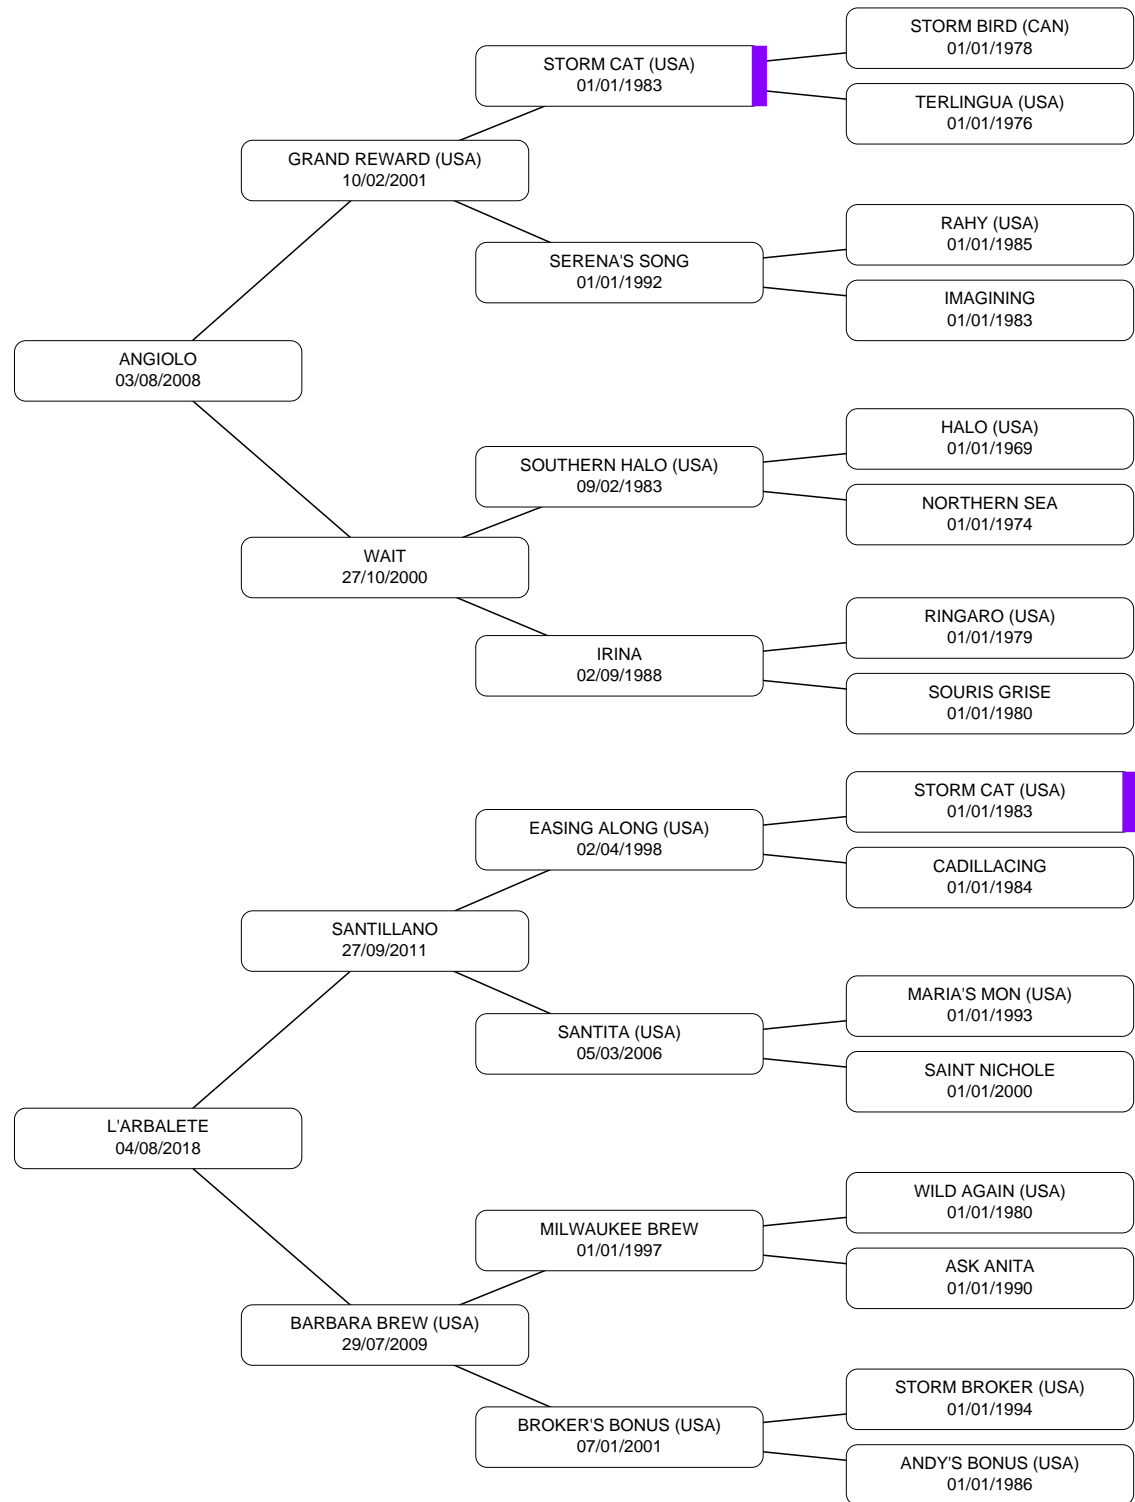 STORM BIRD (CAN)
01/01/1978
STORM CAT (USA)
01/01/1983
TERLINGUA (USA)
01/01/1976
GRAND REWARD (USA)
10/02/2001
RAHY (USA)
01/01/1985
SERENA'S SONG
01/01/1992
IMAGINING
01/01/1983
ANGIOLO
03/08/2008
HALO (USA)
01/01/1969
SOUTHERN HALO (USA)
09/02/1983
NORTHERN SEA
01/01/1974
WAIT
27/10/2000
RINGARO (USA)
01/01/1979
IRINA
02/09/1988
SOURIS GRISE
01/01/1980
STORM CAT (USA)
01/01/1983
EASING ALONG (USA)
02/04/1998
CADILLACING
01/01/1984
SANTILLANO
27/09/2011
MARIA'S MON (USA)
01/01/1993
SANTITA (USA)
05/03/2006
SAINT NICHOLE
01/01/2000
L'ARBALETE
04/08/2018
WILD AGAIN (USA)
01/01/1980
MILWAUKEE BREW
01/01/1997
ASK ANITA
01/01/1990
BARBARA BREW (USA)
29/07/2009
STORM BROKER (USA)
01/01/1994
BROKER'S BONUS (USA)
07/01/2001
ANDY'S BONUS (USA)
01/01/1986